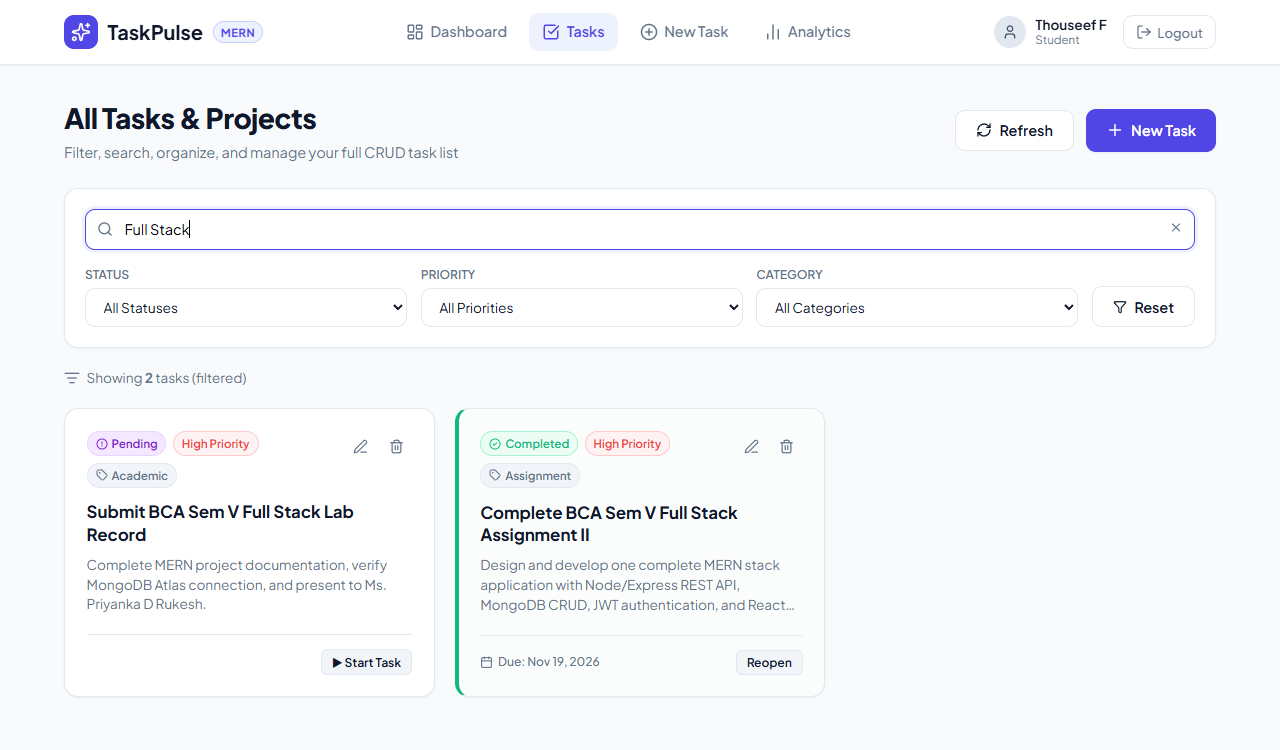 TaskPulse MERN
Dashboard
Tasks
New Task
Analytics
Thouseef F
Student
Logout
All Tasks & Projects
Filter, search, organize, and manage your full CRUD task list
Refresh
New Task
Full Stack
STATUS
PRIORITY
CATEGORY
All Statuses
All Priorities
All Categories
Reset
Showing 2 tasks (filtered)
Pending
High Priority
Academic
Submit BCA Sem V Full Stack Lab
Record
Complete MERN project documentation, verify
MongoDB Atlas connection, and present to Ms.
Priyanka D Rukesh.
▶ Start Task
Completed
High Priority
Assignment
Complete BCA Sem V Full Stack
Assignment II
Design and develop one complete MERN stack
application with Node/Express REST API,
MongoDB CRUD, JWT authentication, and React...
Due: Nov 19, 2026
Reopen